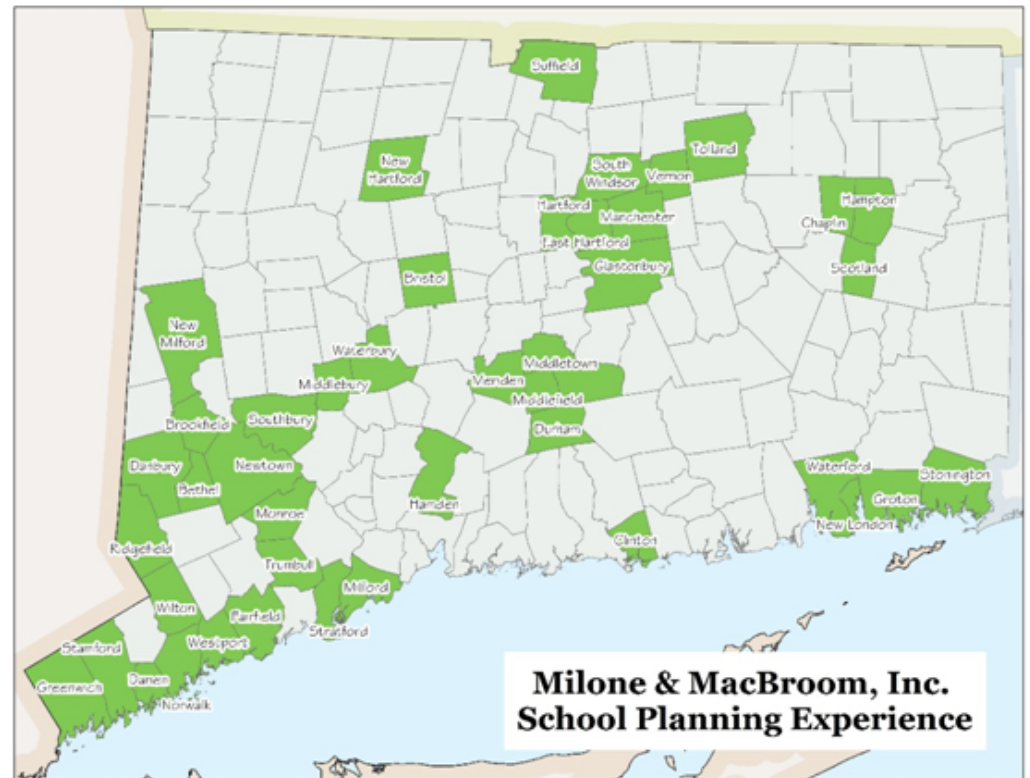 Suffield
New
Hartford
Tolland
South
Windsor
Vernon
Hartford
Manchester
East Hartford
Glastonbury
Hampton
Chaplin
Scotland
Bristol
New
Milford
Waterbury
Middlebury
Middletown
Meriden
Middlefield
Durham
Brookfield
Southbury
Danbury
Newtown
Bethel
Hamden
Monroe
Waterford
Stonington
Groton
New London
Clinton
Ridgefield
Trumbull
Milford
Wilton
Fairfield
Stratford
Stamford
Westport
Greenwich
Darien
Norwalk
Milone & MacBroom, Inc.
School Planning Experience